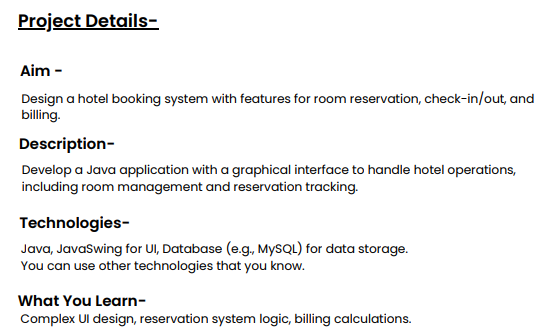 Project Details-
Aim -
Design a hotel booking system with features for room reservation, check-in/out, and
billing.
Description-
Develop a Java application with a graphical interface to handle hotel operations,
including room management and reservation tracking.
Technologies-
Java, JavaSwing for UI, Database (e.g., MySQL) for data storage.
You can use other technologies that you know.
What You Learn-
Complex UI design, reservation system logic, billing calculations.